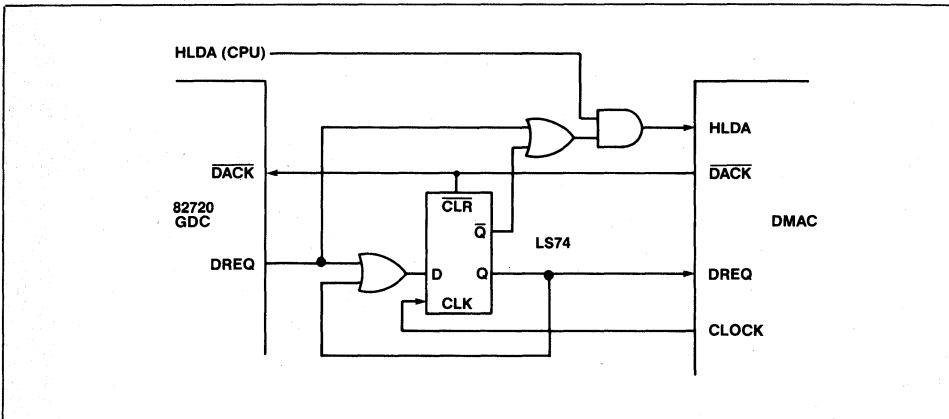 HLDA (CPU)
HLDA
DACK
DACK
CLR
82720
GDC
Q
DMAC
LS74
DREQ
D
Q
DREQ
CLK
CLOCK